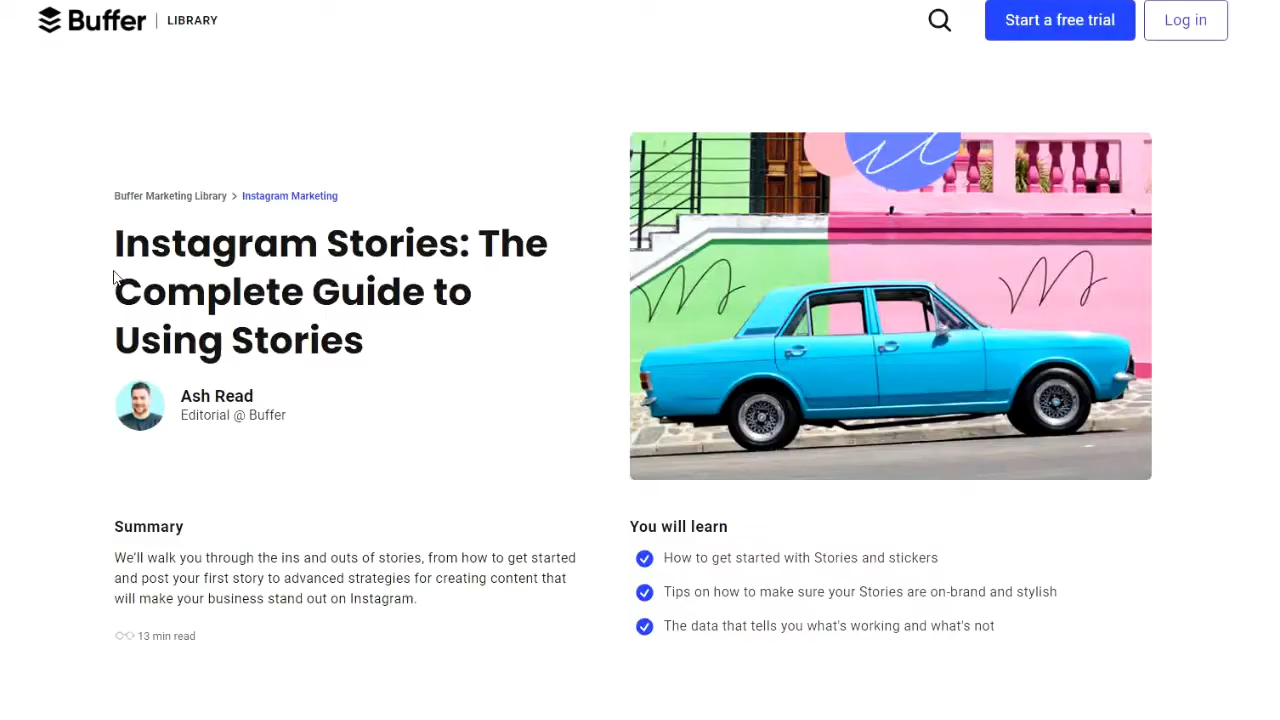 Buffer | LIBRARY
Start a free trial
Log in
Buffer Marketing Library > Instagram Marketing
Instagram Stories: The
Complete Guide to
Using Stories
Ash Read
Editorial @ Buffer
Summary
We'll walk you through the ins and outs of stories, from how to get started
and post your first story to advanced strategies for creating content that
will make your business stand out on Instagram.
13 min read
You will learn
How to get started with Stories and stickers
Tips on how to make sure your Stories are on-brand and stylish
The data that tells you what's working and what's not